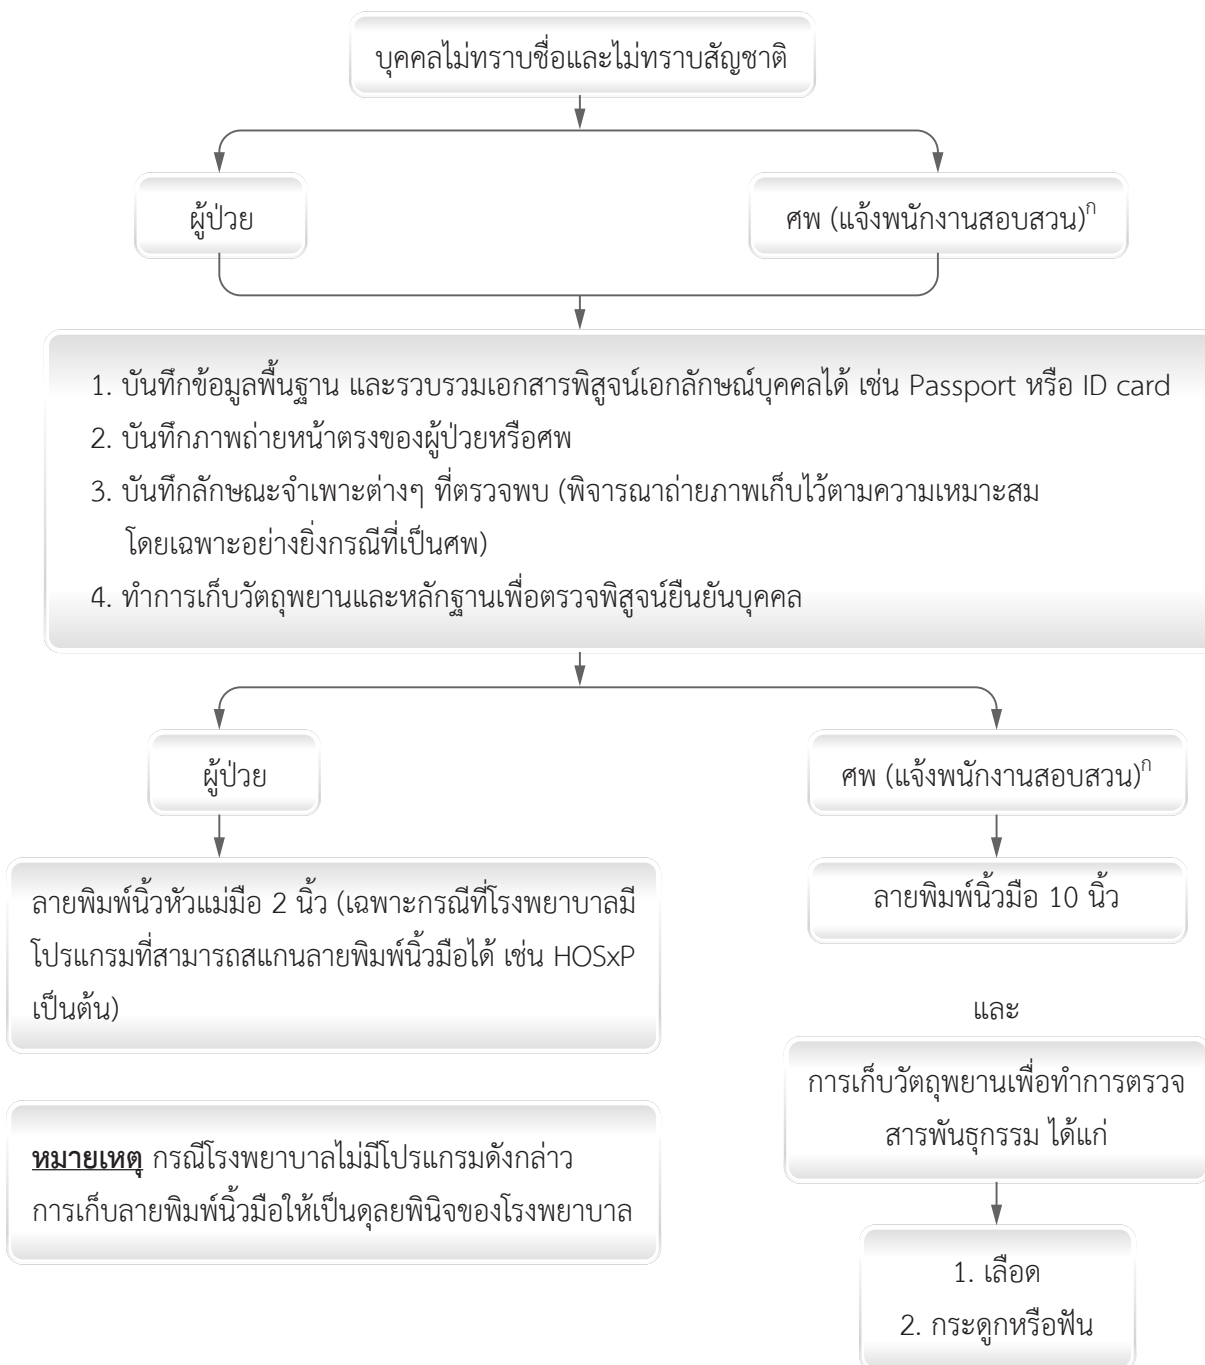 บุคคลไม่ทราบชื่อและไม่ทราบสัญชาติ
ผู้ป่วย
ศพ (แจ้งพนักงานสอบสวน)ก
1. บันทึกข้อมูลพื้นฐาน และรวบรวมเอกสารพิสูจน์เอกลักษณ์บุคคลได้ เช่น Passport หรือ ID card
2. บันทึกภาพถ่ายหน้าตรงของผู้ป่วยหรือศพ
3. บันทึกลักษณะจำเพาะต่างๆ ที่ตรวจพบ (พิจารณาถ่ายภาพเก็บไว้ตามความเหมาะสม
โดยเฉพาะอย่างยิ่งกรณีที่เป็นศพ)
4. ทำการเก็บวัตถุพยานและหลักฐานเพื่อตรวจพิสูจน์ยืนยันบุคคล
ผู้ป่วย
ศพ (แจ้งพนักงานสอบสวน)ก
ลายพิมพ์นิ้วหัวแม่มือ 2 นิ้ว (เฉพาะกรณีที่โรงพยาบาลมี
โปรแกรมที่สามารถสแกนลายพิมพ์นิ้วมือได้ เช่น HOSxP
เป็นต้น)
หมายเหตุ กรณีโรงพยาบาลไม่มีโปรแกรมดังกล่าว
การเก็บลายพิมพ์นิ้วมือให้เป็นดุลยพินิจของโรงพยาบาล
ลายพิมพ์นิ้วมือ 10 นิ้ว
และ
การเก็บวัตถุพยานเพื่อทำการตรวจ
สารพันธุกรรม ได้แก่
1. เลือด
2. กระดูกหรือฟัน